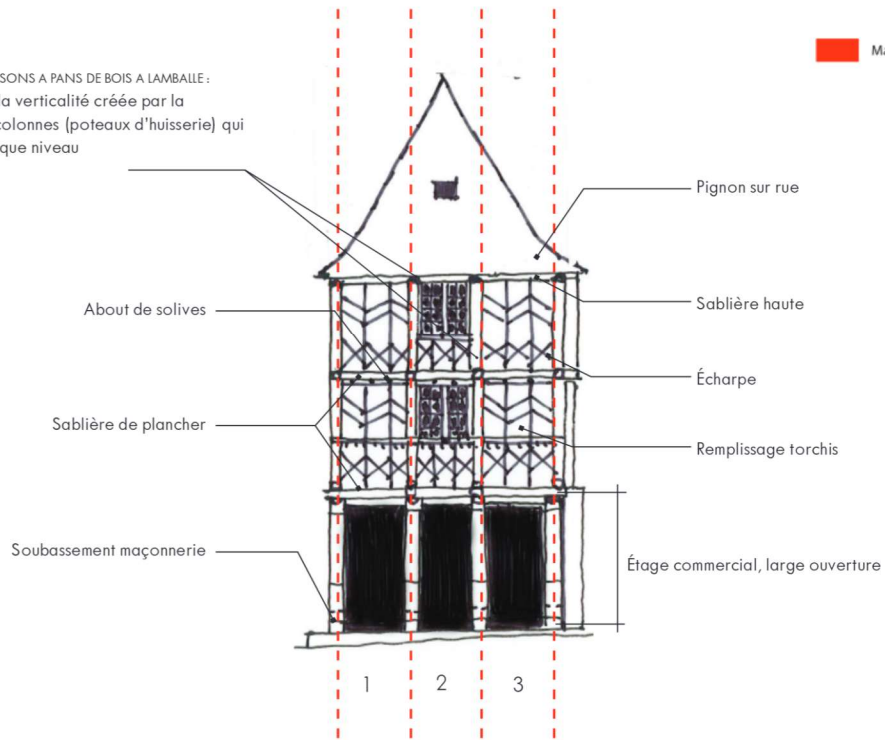 SONS A PANS DE BOIS A LAMBALLE :
la verticalité créée par la
colonnes (poteaux d'huisserie) qui
que niveau
Pignon sur rue
About de solives
Sablière haute
Écharpe
Sablière de plancher
Remplissage torchis
Soubassement maçonnerie
Étage commercial, large ouverture
1 2 3